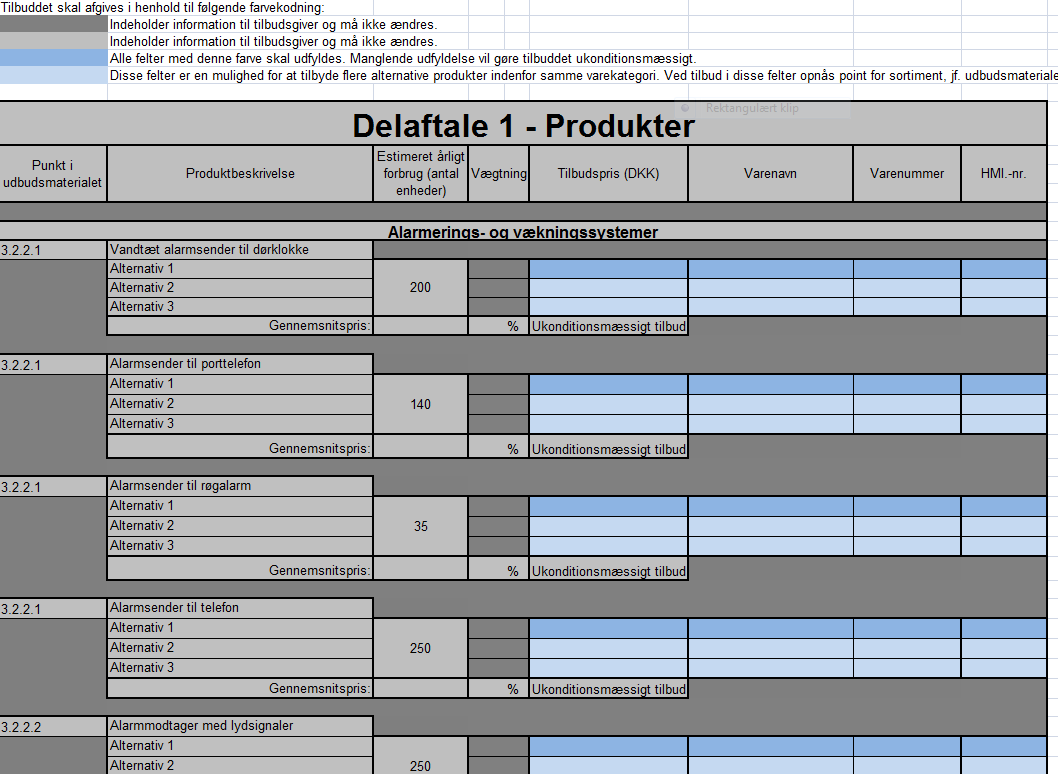 Tilbuddet skal afgives i henhold til følgende farvekodning:
Indeholder information til tilbudsgiver og må ikke ændres.
Indeholder information til tilbudsgiver og må ikke ændres.
Alle felter med denne farve skal udfyldes. Manglende udfyldelse vil gøre tilbuddet ukonditionsmæssigt.
Disse felter er en mulighed for at tilbyde flere alternative produkter indenfor samme varekategori. Ved tilbud i disse felter opnås point for sortiment, jf. udbudsmateriale
Rektangulært klip
Delaftale 1 - Produkter
Punkt i
udbudsmaterialet
Produktbeskrivelse
Estimeret årligt
forbrug (antal
enheder)
Vægtning
Tilbudspris (DKK)
Varenavn
Varenummer
HMI.-nr.
Alarmerings- og vækningssystemer
3.2.2.1 Vandtæt alarmsender til dørklokke
Alternativ 1
Alternativ 2 200
Alternativ 3
Gennemsnitspris: % Ukonditionsmæssigt tilbud
3.2.2.1 Alarmsender til porttelefon
Alternativ 1
Alternativ 2 140
Alternativ 3
Gennemsnitspris: % Ukonditionsmæssigt tilbud
3.2.2.1 Alarmsender til røgalarm
Alternativ 1
Alternativ 2 35
Alternativ 3
Gennemsnitspris: % Ukonditionsmæssigt tilbud
3.2.2.1 Alarmsender til telefon
Alternativ 1
Alternativ 2 250
Alternativ 3
Gennemsnitspris: % Ukonditionsmæssigt tilbud
3.2.2.2 Alarmmodtager med lydsignaler
Alternativ 1
Alternativ 2 250